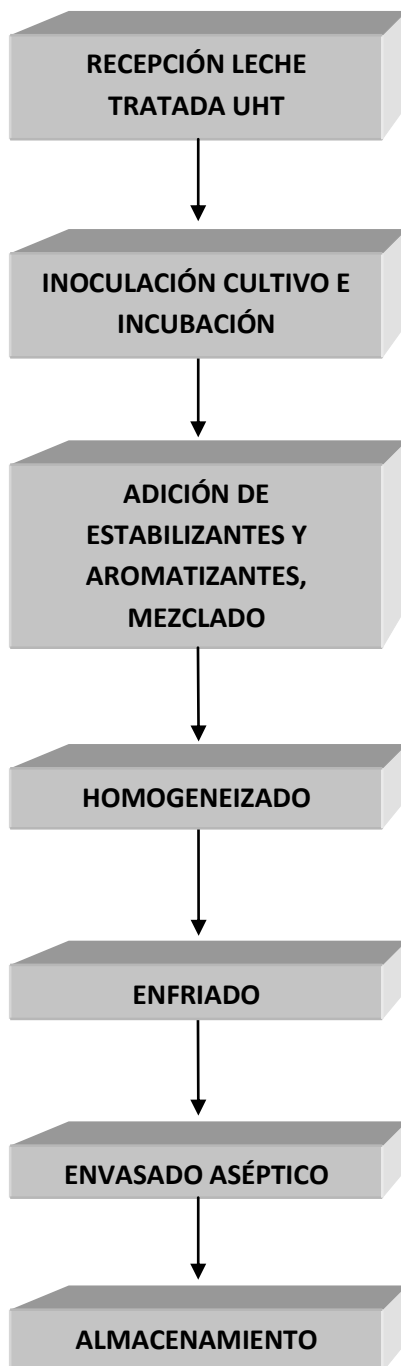 RECEPCIÓN LECHE
TRATADA UHT
INOCULACIÓN CULTIVO E
INCUBACIÓN
ADICIÓN DE
ESTABILIZANTES Y
AROMATIZANTES,
MEZCLADO
HOMOGENEIZADO
ENFRIADO
ENVASADO ASÉPTICO
ALMACENAMIENTO